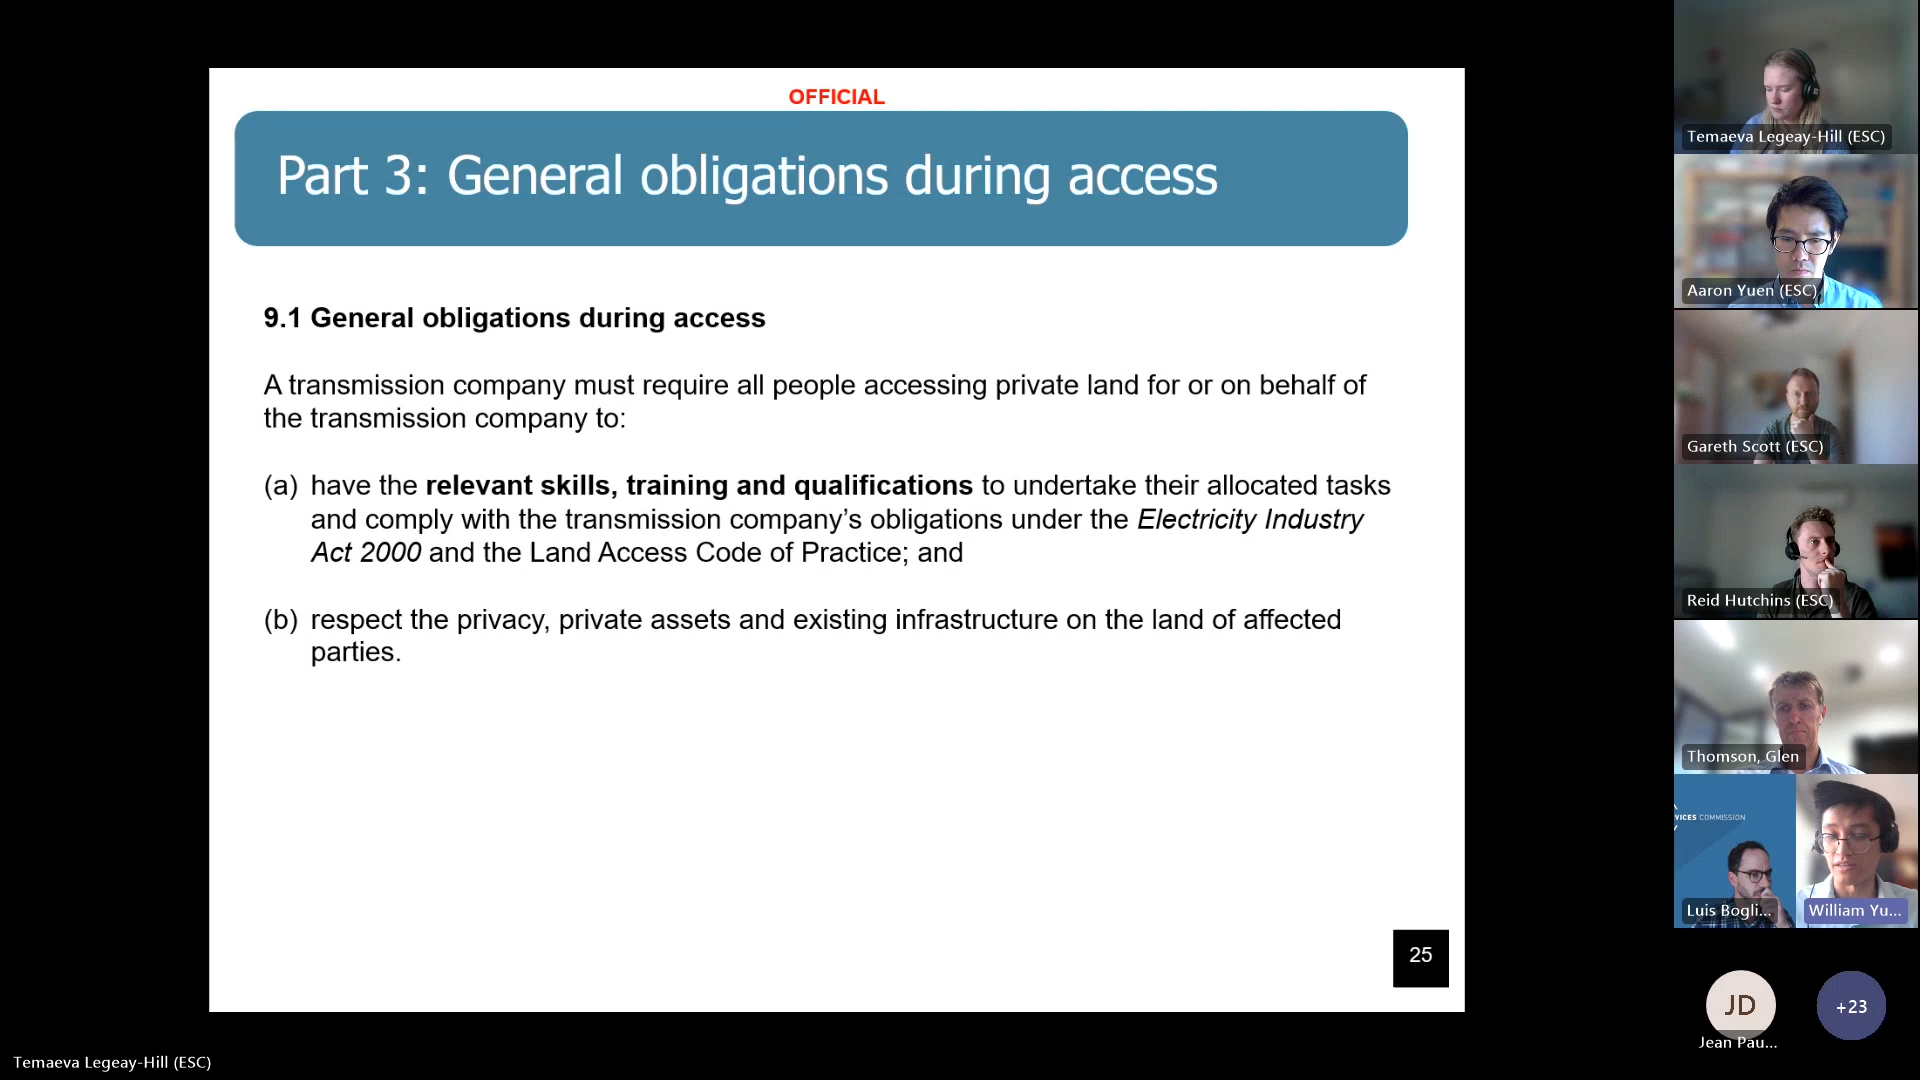 OFFICIAL
Part 3: General obligations during access
9.1 General obligations during access
A transmission company must require all people accessing private land for or on behalf of
the transmission company to:
(a) have the relevant skills, training and qualifications to undertake their allocated tasks
and comply with the transmission company’s obligations under the Electricity Industry
Act 2000 and the Land Access Code of Practice; and
(b) respect the privacy, private assets and existing infrastructure on the land of affected
parties.
25
Temaeva Legeay-Hill (ESC)
Aaron Yuen (ESC)
Gareth Scott (ESC)
Reid Hutchins (ESC)
Thomson, Glen
VICES COMMISSION
Luis Bogli...
William Yu...
JD
+23
Jean Pau...
Temaeva Legeay-Hill (ESC)